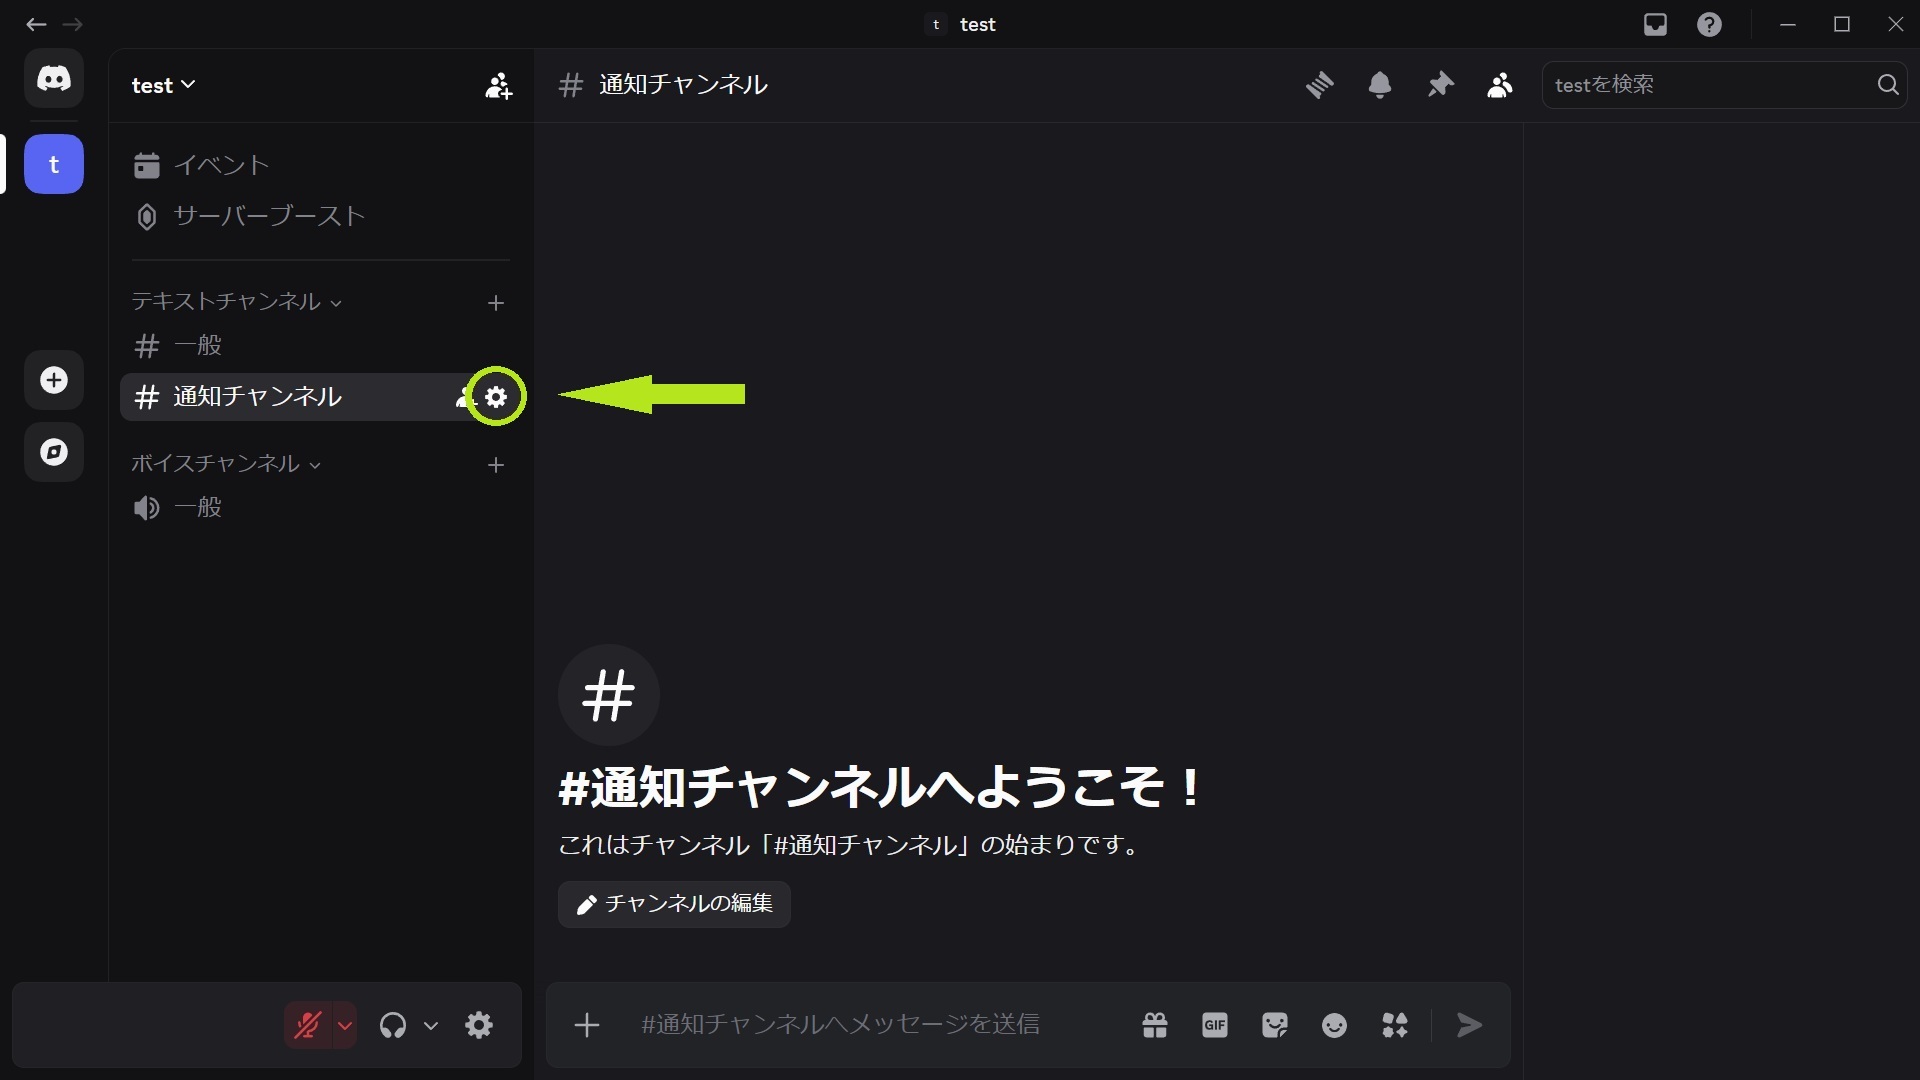 t test
test
# 通知チャンネル
testを検索
t
イベント
サーバーブースト
テキストチャンネル
# 一般
# 通知チャンネル
ボイスチャンネル
一般
#
#通知チャンネルへようこそ！
これはチャンネル「#通知チャンネル」の始まりです。
チャンネルの編集
#通知チャンネルへメッセージを送信
GIF